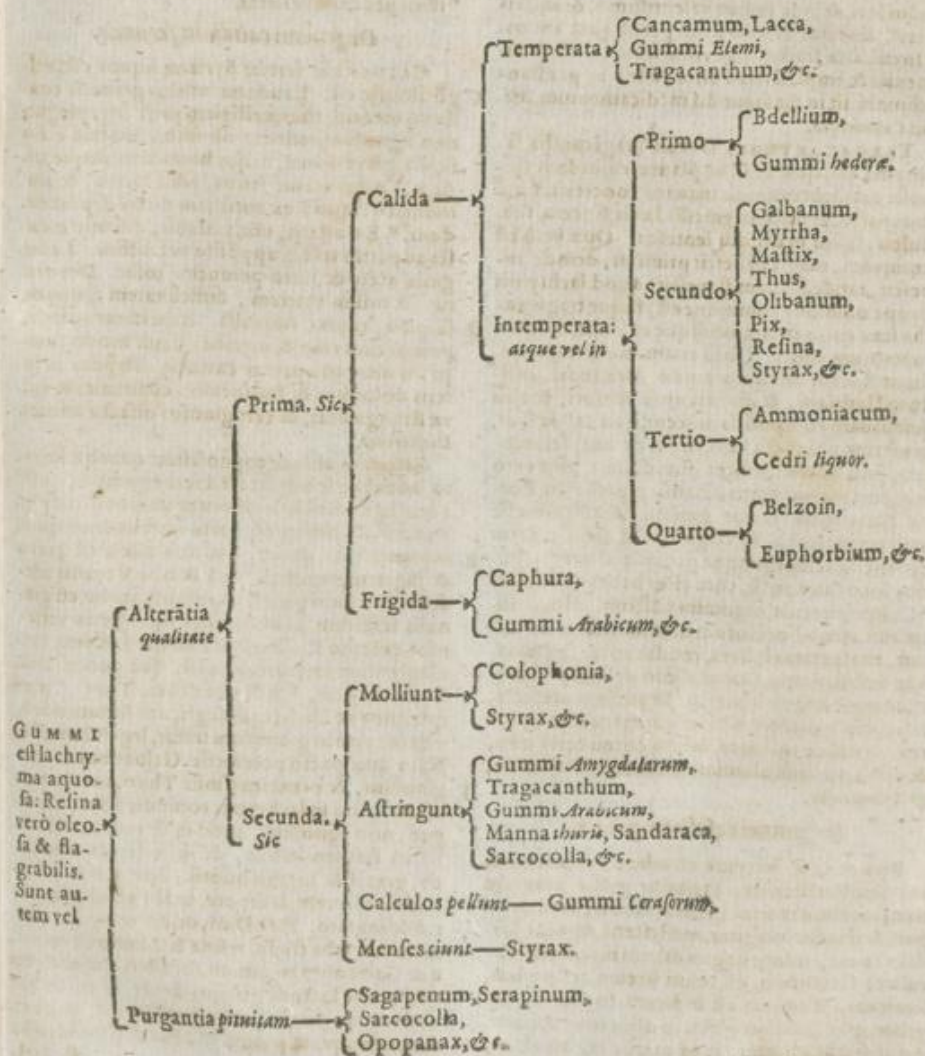 Temperata
Cancamum, Lacca,
Gummi Elemi,
Tragacanthum, &c.
Calida
Intemperata:
atque vel in
Primo
Bdellium,
Gummi hederæ.
Secundo
Galbanum,
Myrrha,
Maſtix,
Thus,
Olibanum,
Pix,
Reſina,
Styrax, &c.
Tertio
Ammoniacum,
Cedri liquor.
Quarto
Belzoin,
Euphorbium, &c.
Prima. Sic
Frigida
Caphura,
Gummi Arabicum, &c.
Alterātia
qualitate
Molliunt
Colophonia,
Styrax, &c.
GUMMI
eſt lachry
ma aquo-
ſa: Reſina
verò oleo-
ſa & fla-
grabilis.
Sunt au-
tem vel
Secunda.
Sic
Aſtringunt
Gummi Amygdalarum,
Tragacanthum,
Gummi Arabicum,
Manna thuris, Sandaraca,
Sarcocolla, &c.
Calculos pellunt — Gummi Ceraſorum,
Menſes ciunt — Styrax.
Purgantia pituitam
Sagapenum, Serapinum,
Sarcocolla,
Opopanax, &c.